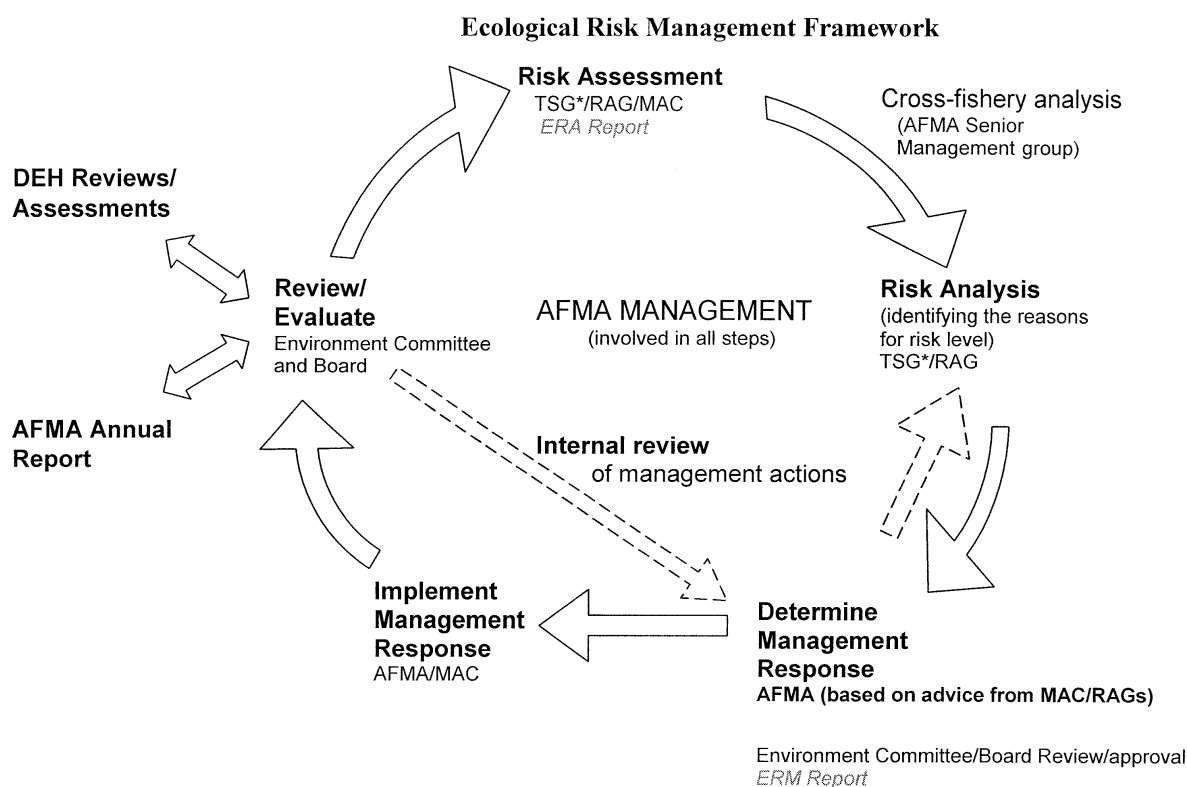 Ecological Risk Management Framework
Risk Assessment
TSG*/RAG/MAC
ERA Report
Cross-fishery analysis
(AFMA Senior
Management group)
DEH Reviews/
Assessments
Review/
Evaluate
Environment Committee
and Board
AFMA MANAGEMENT
(involved in all steps)
Risk Analysis
(identifying the reasons
for risk level)
TSG*/RAG
AFMA Annual
Report
Internal review
of management actions
Implement
Management
Response
AFMA/MAC
Determine
Management
Response
AFMA (based on advice from MAC/RAGs)
Environment Committee/Board Review/approval
ERM Report